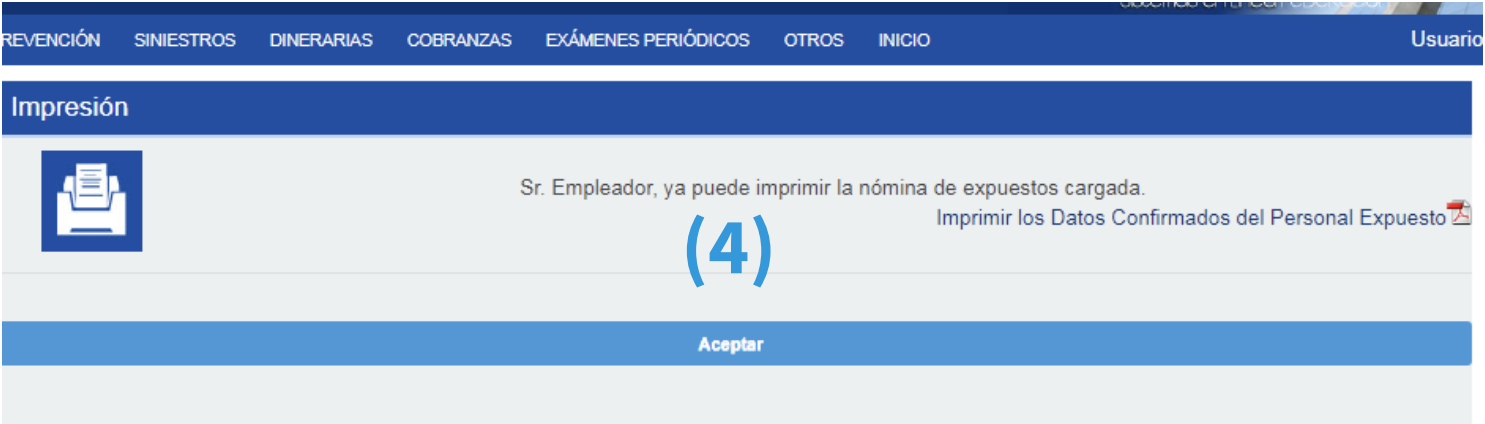 REVENCIÓN SINIESTROS DINERARIAS COBRANZAS EXÁMENES PERIÓDICOS OTROS INICIO Usuario
Impresión
Sr. Empleador, ya puede imprimir la nómina de expuestos cargada.
Imprimir los Datos Confirmados del Personal Expuesto
(4)
Aceptar